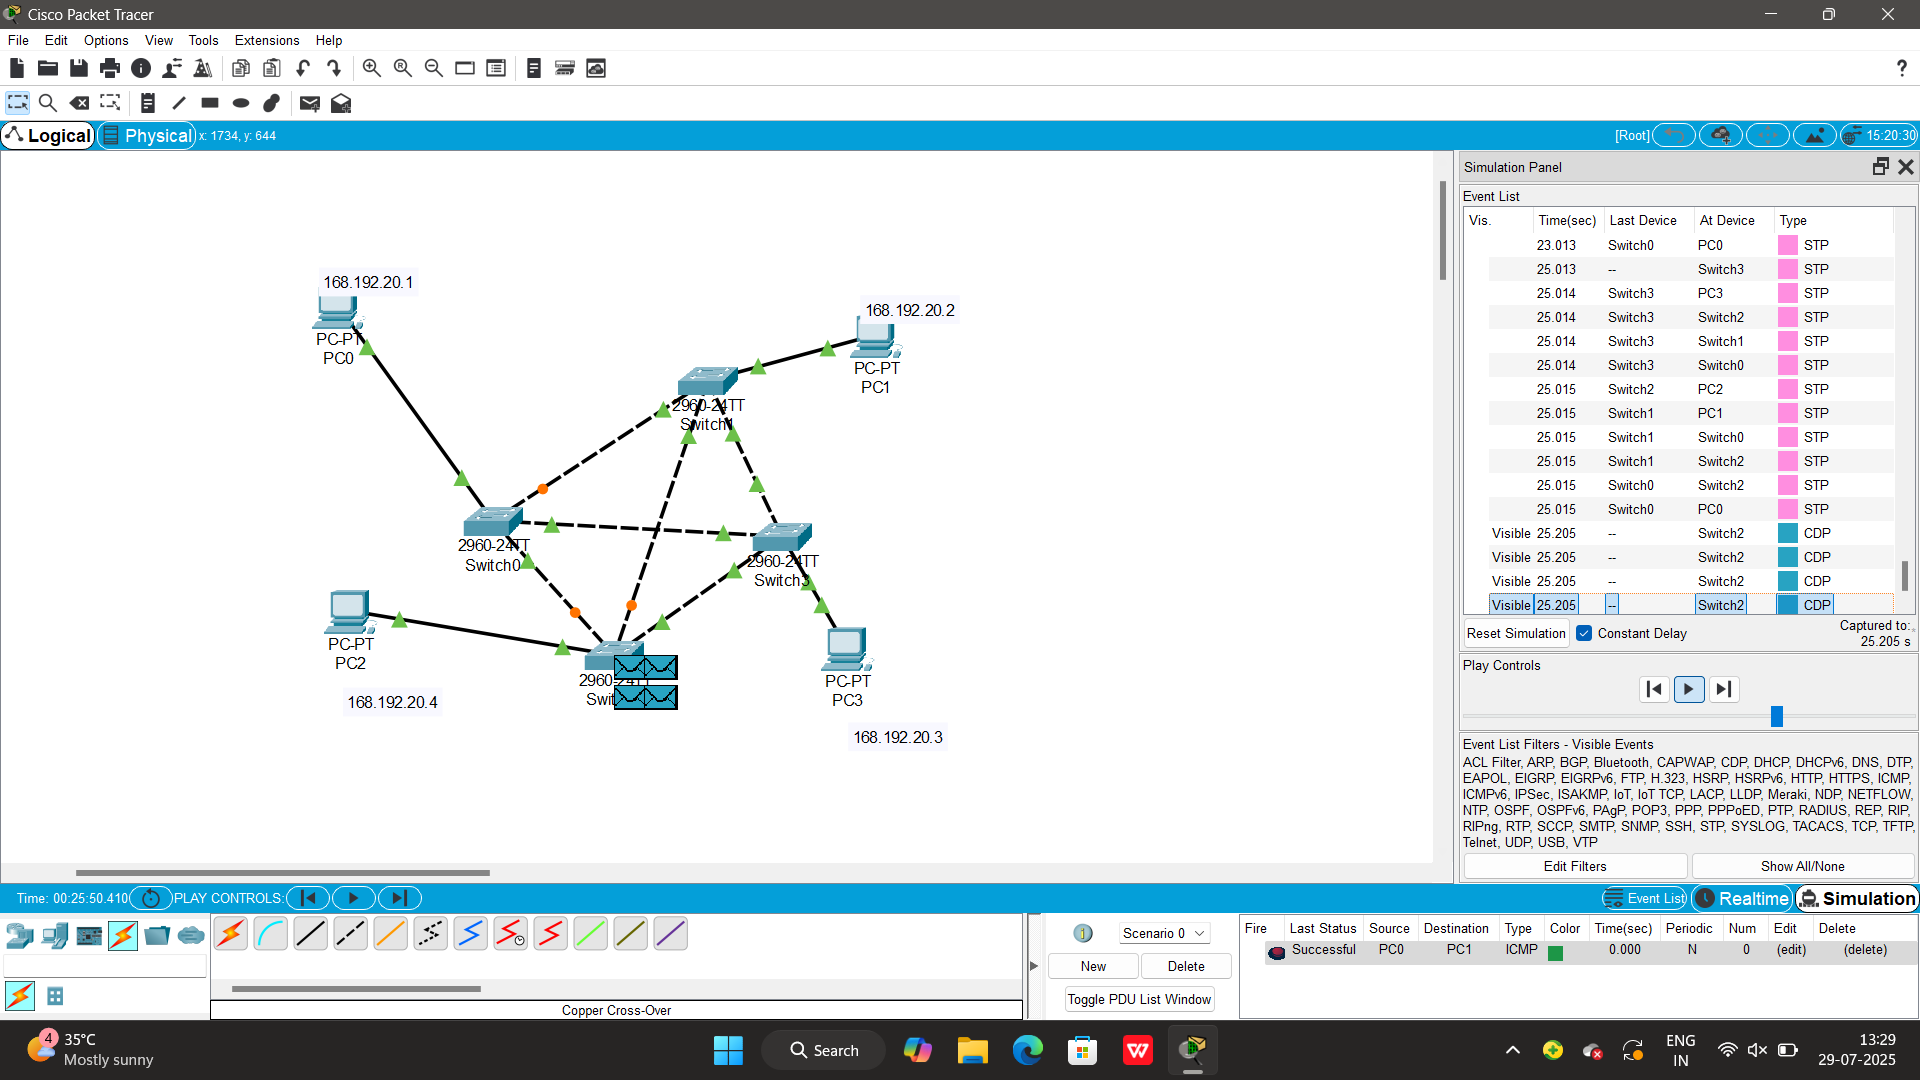 Cisco Packet Tracer
File Edit Options View Tools Extensions Help
?
Logical Physical x: 1734, y: 644 [Root] 15:20:30
168.192.20.1
PC-PT
PC0
168.192.20.2
PC-PT
PC1
2960-24TT
Switch1
2960-24TT
Switch0
2960-24TT
Switch3
PC-PT
PC2
168.192.20.4
2960-24TT
Swit
PC-PT
PC3
168.192.20.3
Simulation Panel
Event List
Vis. Time(sec) Last Device At Device Type
23.013 Switch0 PC0 STP
25.013 -- Switch3 STP
25.014 Switch3 PC3 STP
25.014 Switch3 Switch2 STP
25.014 Switch3 Switch1 STP
25.014 Switch3 Switch0 STP
25.015 Switch2 PC2 STP
25.015 Switch1 PC1 STP
25.015 Switch1 Switch0 STP
25.015 Switch1 Switch2 STP
25.015 Switch0 Switch2 STP
25.015 Switch0 PC0 STP
Visible 25.205 -- Switch2 CDP
Visible 25.205 -- Switch2 CDP
Visible 25.205 -- Switch2 CDP
Visible 25.205 -- Switch2 CDP
Reset Simulation Constant Delay Captured to:
25.205 s
Play Controls
Event List Filters - Visible Events
ACL Filter, ARP, BGP, Bluetooth, CAPWAP, CDP, DHCP, DHCPv6, DNS, DTP,
EAPOL, EIGRP, EIGRPv6, FTP, H.323, HSRP, HSRPv6, HTTP, HTTPS, ICMP,
ICMPv6, IPSec, ISAKMP, IoT, IoT TCP, LACP, LLDP, Meraki, NDP, NETFLOW,
NTP, OSPF, OSPFv6, PAgP, POP3, PPP, PPPoED, PTP, RADIUS, REP, RIP,
RIPng, RTP, SCCP, SMTP, SNMP, SSH, STP, SYSLOG, TACACS, TCP, TFTP,
Telnet, UDP, USB, VTP
Edit Filters Show All/None
Time: 00:25:50.410 PLAY CONTROLS: Event List Realtime Simulation
Scenario 0
New Delete
Toggle PDU List Window
Fire Last Status Source Destination Type Color Time(sec) Periodic Num Edit Delete
Successful PC0 PC1 ICMP 0.000 N 0 (edit) (delete)
Copper Cross-Over
4
35°C
Mostly sunny
Search
ENG
IN
13:29
29-07-2025